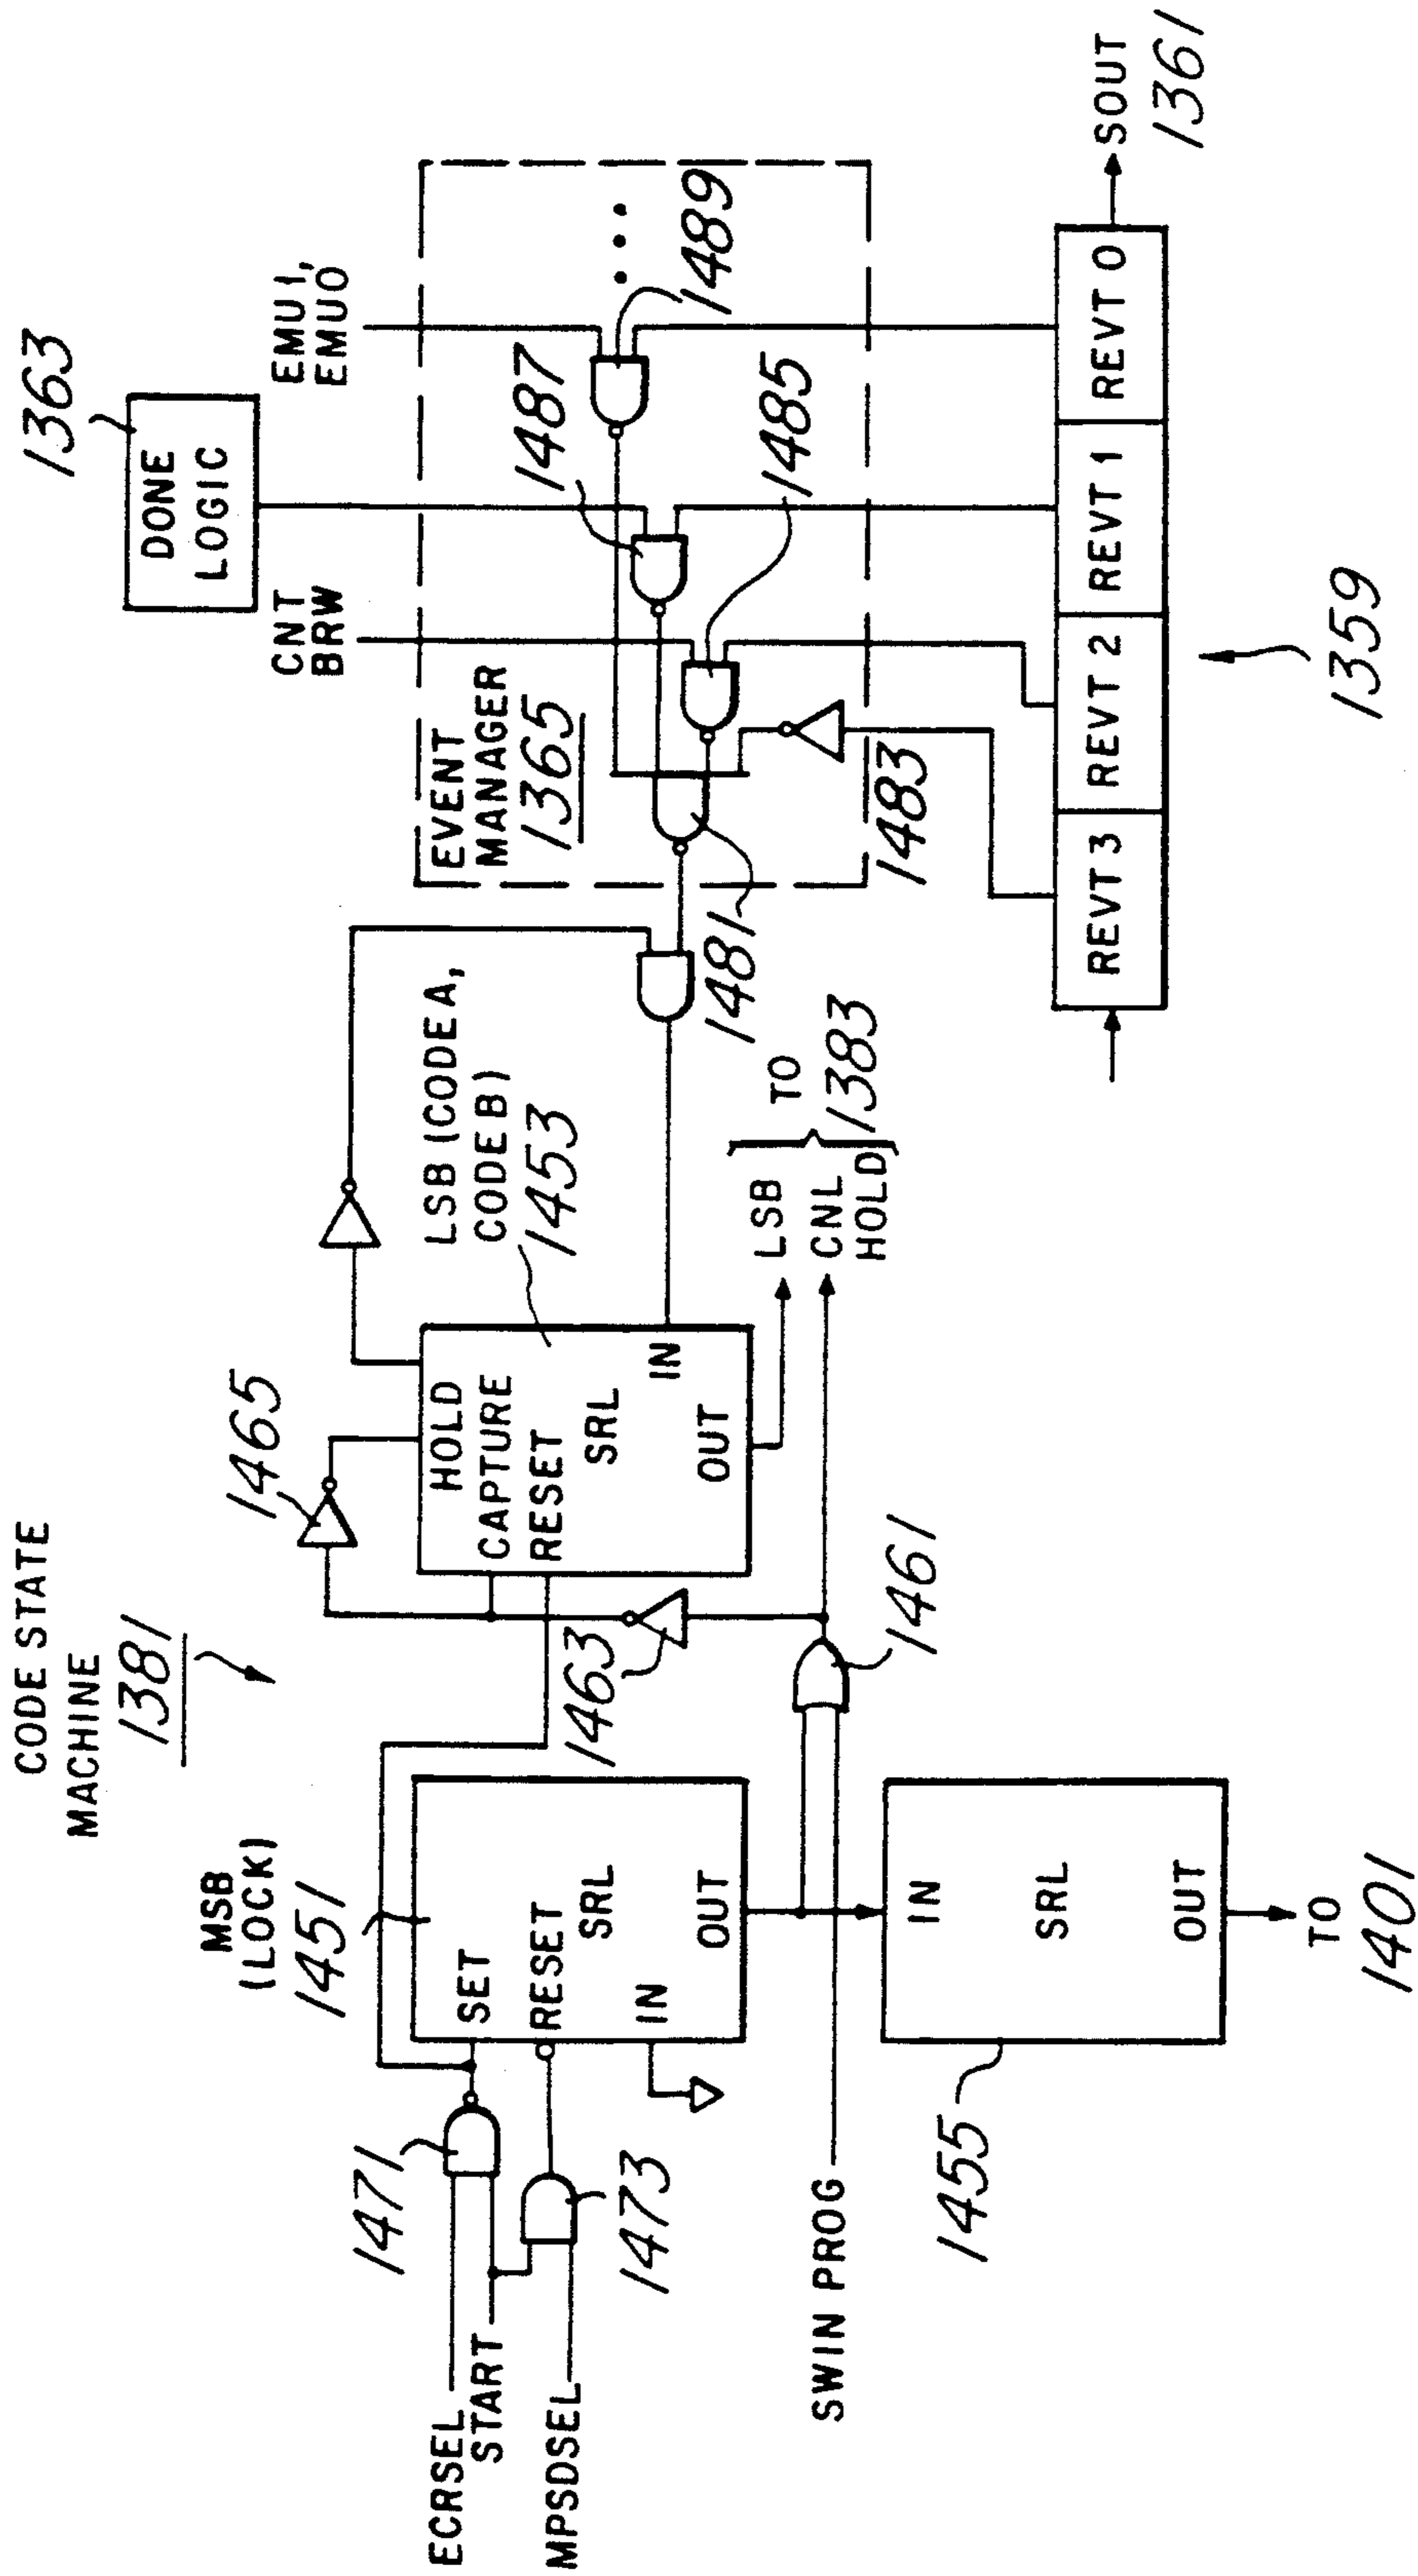 CODE STATE
MACHINE
1381
MSB
(LOCK)
1451
SET
RESET
SRL
IN
OUT
1471
1473
ECRSEL
START
MPSDSEL
SWIN PROG
1455
IN
SRL
OUT
TO
1401
1461
1463
1465
HOLD
CAPTURE
RESET
SRL
IN
OUT
LSB (CODE A,
CODE B)
1453
LSB
CNL
HOLD
TO
1383
1481
EVENT
MANAGER
1365
CNT
BRW
DONE
LOGIC
1363
EMU1,
EMU0
1487
1489
1485
1483
REVT 3
REVT 2
REVT 1
REVT 0
SOUT
1361
1359